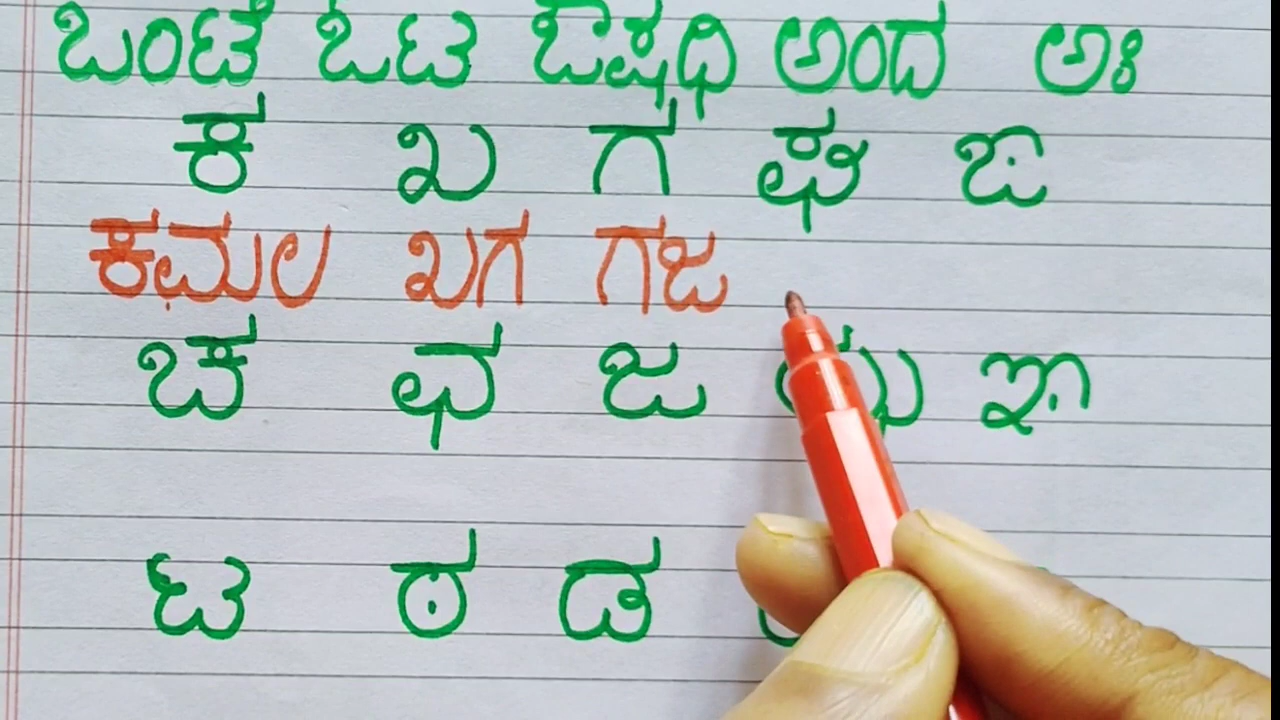 ಒಂಟೆ ಓಟ ಔಷಧಿ ಅಂದ ಅಃ
ಕ ಖ ಗ ಘ ಙ
ಕಮಲ ಖಗ ಗಜ
ಚ ಛ ಜ ಝ ಞ
ಟ ಠ ಡ